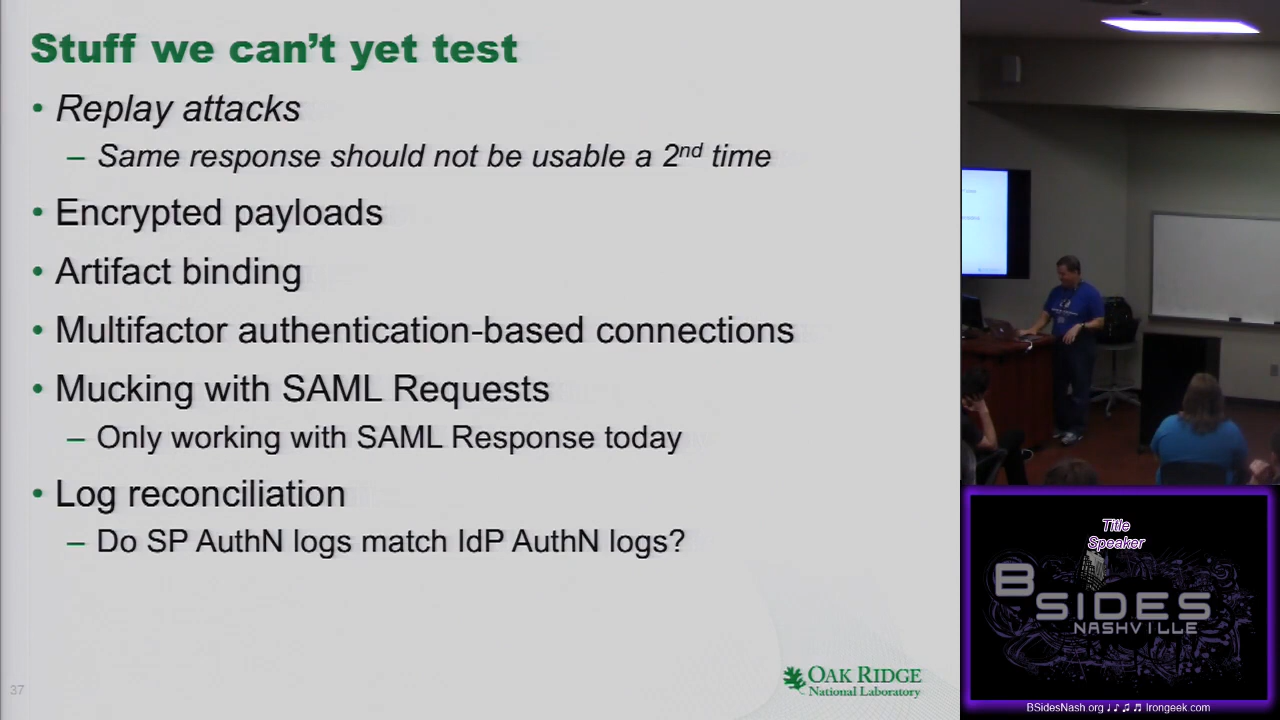 Stuff we can't yet test
• Replay attacks
– Same response should not be usable a 2nd time
• Encrypted payloads
• Artifact binding
• Multifactor authentication-based connections
• Mucking with SAML Requests
– Only working with SAML Response today
• Log reconciliation
– Do SP AuthN logs match IdP AuthN logs?
37
OAK RIDGE
National Laboratory
Title
Speaker
BSIDES
NASHVILLE
BSidesNash.org ♩♪♫♬ Irongeek.com